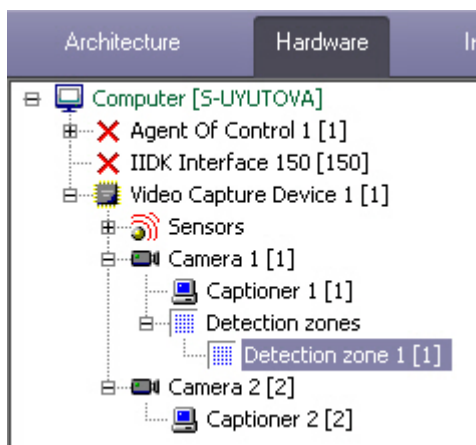 Architecture Hardware
Computer [S-UYUTOVA]
Agent Of Control 1 [1]
IIDK Interface 150 [150]
Video Capture Device 1 [1]
Sensors
Camera 1 [1]
Captioner 1 [1]
Detection zones
Detection zone 1 [1]
Camera 2 [2]
Captioner 2 [2]